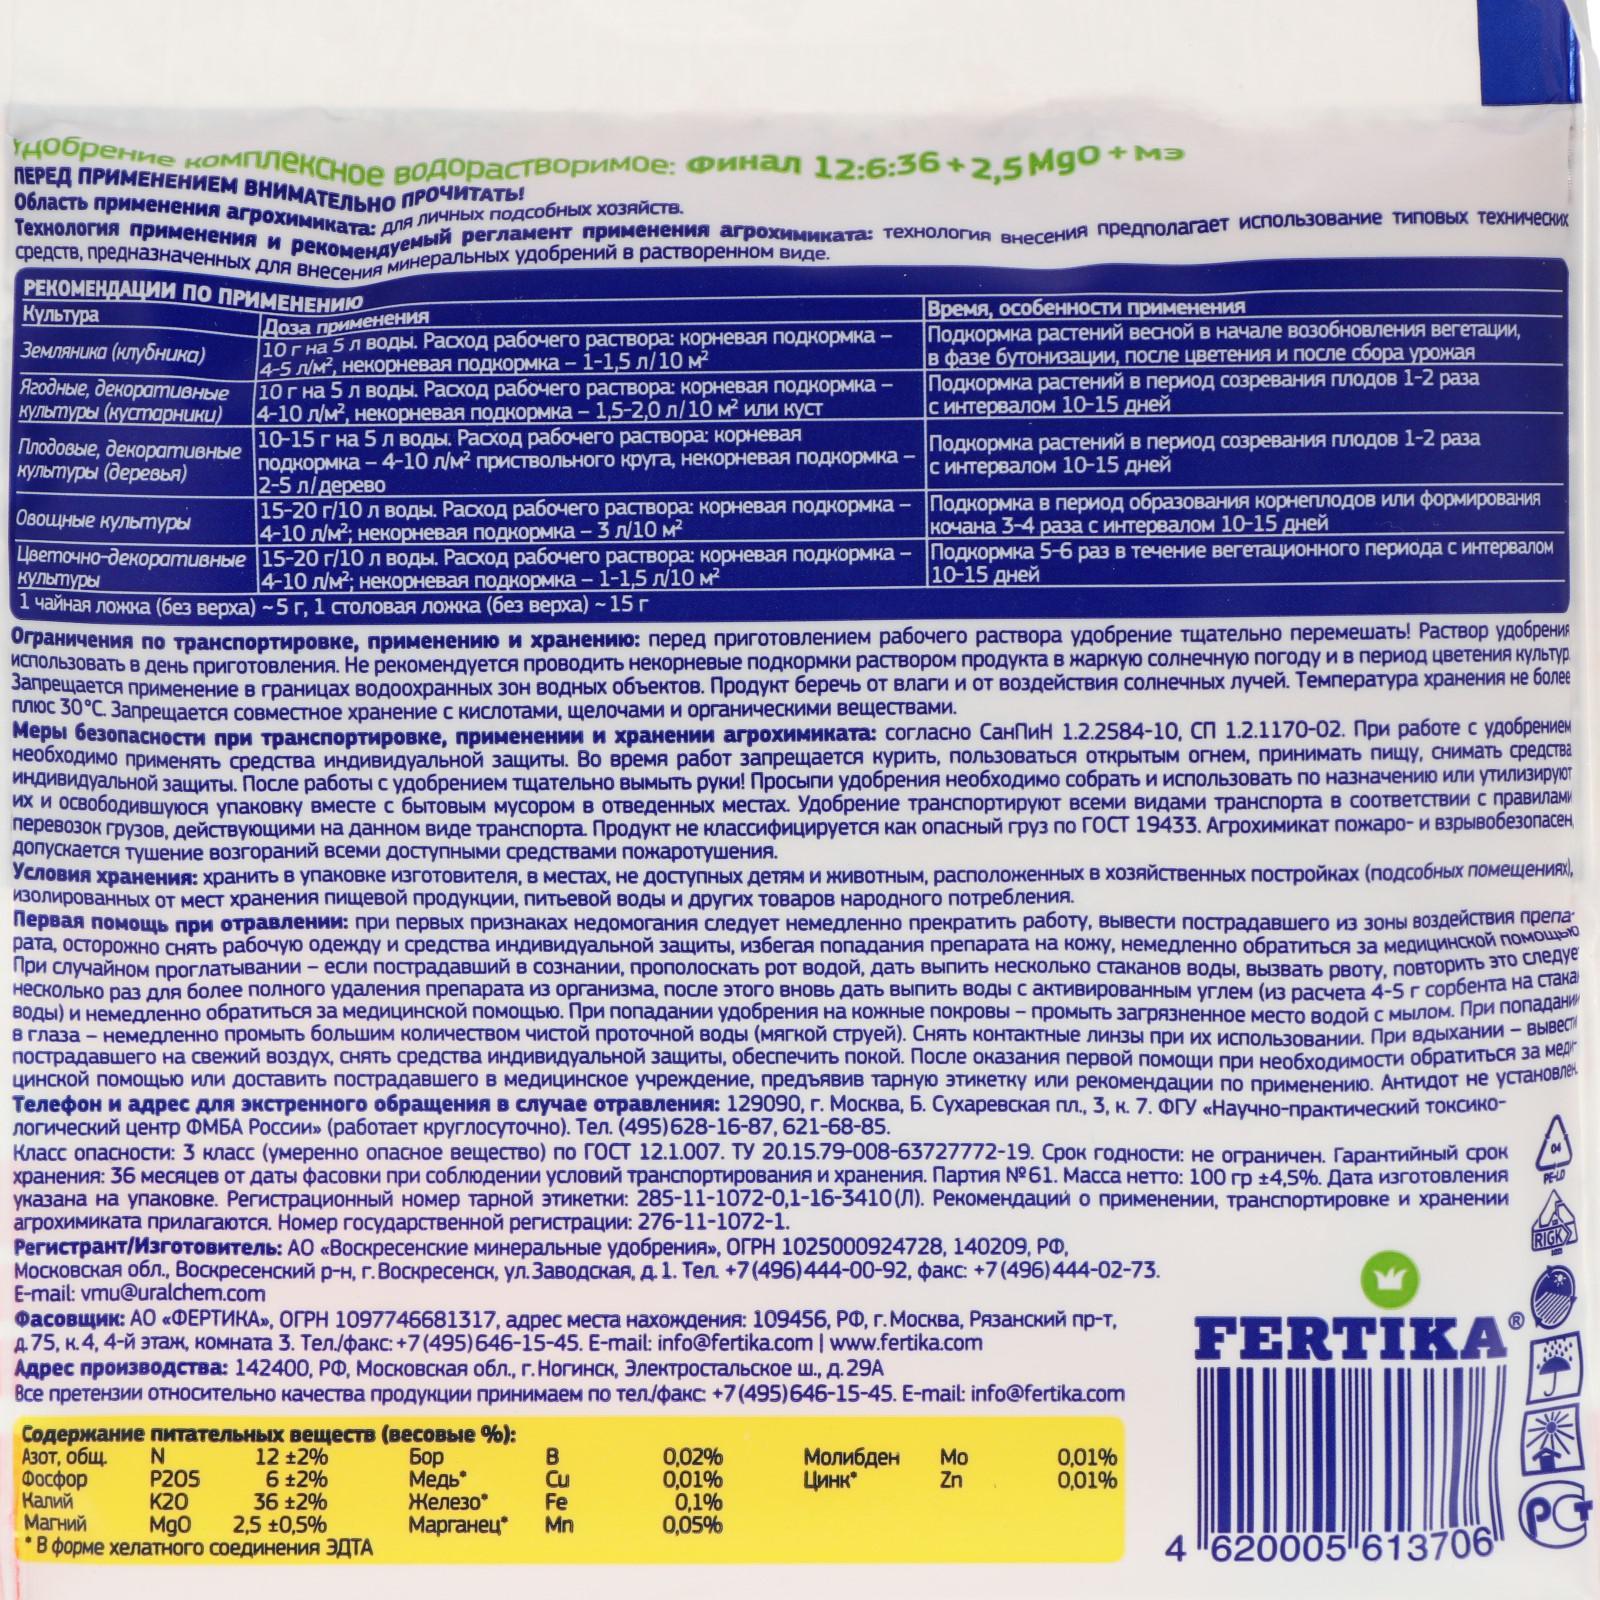 Удобрение комплексное водорастворимое: Финал 12:6:36 + 2,5 MgO + мэ
ПЕРЕД ПРИМЕНЕНИЕМ ВНИМАТЕЛЬНО ПРОЧИТАТЬ!
Область применения агрохимиката: для личных подсобных хозяйств.
Технология применения и рекомендуемый регламент применения агрохимиката: технология внесения предполагает использование типовых технических
средств, предназначенных для внесения минеральных удобрений в растворенном виде.
РЕКОМЕНДАЦИИ ПО ПРИМЕНЕНИЮ
Культура Доза применения Время, особенности применения
Земляника (клубника) 10 г на 5 л воды. Расход рабочего раствора: корневая подкормка – Подкормка растений весной в начале возобновления вегетации,
4-5 л/м², некорневая подкормка – 1-1,5 л/10 м² в фазе бутонизации, после цветения и после сбора урожая
Ягодные, декоративные 10 г на 5 л воды. Расход рабочего раствора: корневая подкормка – Подкормка растений в период созревания плодов 1-2 раза
культуры (кустарники) 4-10 л/м², некорневая подкормка – 1,5-2,0 л/10 м² или куст с интервалом 10-15 дней
Плодовые, декоративные 10-15 г на 5 л воды. Расход рабочего раствора: корневая Подкормка растений в период созревания плодов 1-2 раза
культуры (деревья) подкормка – 4-10 л/м² приствольного круга, некорневая подкормка – с интервалом 10-15 дней
2-5 л/дерево
Овощные культуры 15-20 г/10 л воды. Расход рабочего раствора: корневая подкормка – Подкормка в период образования корнеплодов или формирования
4-10 л/м²; некорневая подкормка – 3 л/10 м² кочана 3-4 раза с интервалом 10-15 дней
Цветочно-декоративные 15-20 г/10 л воды. Расход рабочего раствора: корневая подкормка – Подкормка 5-6 раз в течение вегетационного периода с интервалом
культуры 4-10 л/м²; некорневая подкормка – 1-1,5 л/10 м² 10-15 дней
1 чайная ложка (без верха) ~ 5 г, 1 столовая ложка (без верха) ~ 15 г
Ограничения по транспортировке, применению и хранению: перед приготовлением рабочего раствора удобрение тщательно перемешать! Раствор удобрения
использовать в день приготовления. Не рекомендуется проводить некорневые подкормки раствором продукта в жаркую солнечную погоду и в период цветения культур.
Запрещается применение в границах водоохранных зон водных объектов. Продукт беречь от влаги и от воздействия солнечных лучей. Температура хранения не более
плюс 30°С. Запрещается совместное хранение с кислотами, щелочами и органическими веществами.
Меры безопасности при транспортировке, применении и хранении агрохимиката: согласно СанПиН 1.2.2584-10, СП 1.2.1170-02. При работе с удобрением
необходимо применять средства индивидуальной защиты. Во время работ запрещается курить, пользоваться открытым огнем, принимать пищу, снимать средства
индивидуальной защиты. После работы с удобрением тщательно вымыть руки! Просыпи удобрения необходимо собрать и использовать по назначению или утилизируют
их и освободившуюся упаковку вместе с бытовым мусором в отведенных местах. Удобрение транспортируют всеми видами транспорта в соответствии с правилами
перевозок грузов, действующими на данном виде транспорта. Продукт не классифицируется как опасный груз по ГОСТ 19433. Агрохимикат пожаро- и взрывобезопасен,
допускается тушение возгораний всеми доступными средствами пожаротушения.
Условия хранения: хранить в упаковке изготовителя, в местах, не доступных детям и животным, расположенных в хозяйственных постройках (подсобных помещениях),
изолированных от мест хранения пищевой продукции, питьевой воды и других товаров народного потребления.
Первая помощь при отравлении: при первых признаках недомогания следует немедленно прекратить работу, вывести пострадавшего из зоны воздействия препа-
рата, осторожно снять рабочую одежду и средства индивидуальной защиты, избегая попадания препарата на кожу, немедленно обратиться за медицинской помощью
При случайном проглатывании – если пострадавший в сознании, прополоскать рот водой, дать выпить несколько стаканов воды, вызвать рвоту, повторить это следует
несколько раз для более полного удаления препарата из организма, после этого вновь дать выпить воды с активированным углем (из расчета 4-5 г сорбента на стакан
воды) и немедленно обратиться за медицинской помощью. При попадании удобрения на кожные покровы – промыть загрязненное место водой с мылом. При попадании
в глаза – немедленно промыть большим количеством чистой проточной воды (мягкой струей). Снять контактные линзы при их использовании. При вдыхании – вывести
пострадавшего на свежий воздух, снять средства индивидуальной защиты, обеспечить покой. После оказания первой помощи при необходимости обратиться за меди-
цинской помощью или доставить пострадавшего в медицинское учреждение, предъявив тарную этикетку или рекомендации по применению. Антидот не установлен.
Телефон и адрес для экстренного обращения в случае отравления: 129090, г. Москва, Б. Сухаревская пл., 3, к. 7. ФГУ «Научно-практический токсико-
логический центр ФМБА России» (работает круглосуточно). Тел. (495) 628-16-87, 621-68-85.
Класс опасности: 3 класс (умеренно опасное вещество) по ГОСТ 12.1.007. ТУ 20.15.79-008-63727772-19. Срок годности: не ограничен. Гарантийный срок
хранения: 36 месяцев от даты фасовки при соблюдении условий транспортирования и хранения. Партия №61. Масса нетто: 100 гр ±4,5%. Дата изготовления
указана на упаковке. Регистрационный номер тарной этикетки: 285-11-1072-0,1-16-3410 (Л). Рекомендации о применении, транспортировке и хранении
агрохимиката прилагаются. Номер государственной регистрации: 276-11-1072-1.
Регистрант/Изготовитель: АО «Воскресенские минеральные удобрения», ОГРН 1025000924728, 140209, РФ,
Московская обл., Воскресенский р-н, г. Воскресенск, ул. Заводская, д. 1. Тел. +7 (496) 444-00-92, факс: +7 (496) 444-02-73.
E-mail: vmu@uralchem.com
Фасовщик: АО «ФЕРТИКА», ОГРН 1097746681317, адрес места нахождения: 109456, РФ, г. Москва, Рязанский пр-т,
д. 75, к. 4, 4-й этаж, комната 3. Тел./факс: +7 (495) 646-15-45. E-mail: info@fertika.com | www.fertika.com
Адрес производства: 142400, РФ, Московская обл., г. Ногинск, Электростальское ш., д. 29А
Все претензии относительно качества продукции принимаем по тел./факс: +7 (495) 646-15-45. E-mail: info@fertika.com
Содержание питательных веществ (весовые %):
Азот, общ. N 12 ±2% Бор B 0,02% Молибден Mo 0,01%
Фосфор P2O5 6 ±2% Медь* Cu 0,01% Цинк* Zn 0,01%
Калий K2O 36 ±2% Железо* Fe 0,1%
Магний MgO 2,5 ±0,5% Марганец* Mn 0,05%
* В форме хелатного соединения ЭДТА
04
PE-LD
RIGK
FERTIKA®
РСТ
4 620005 613706